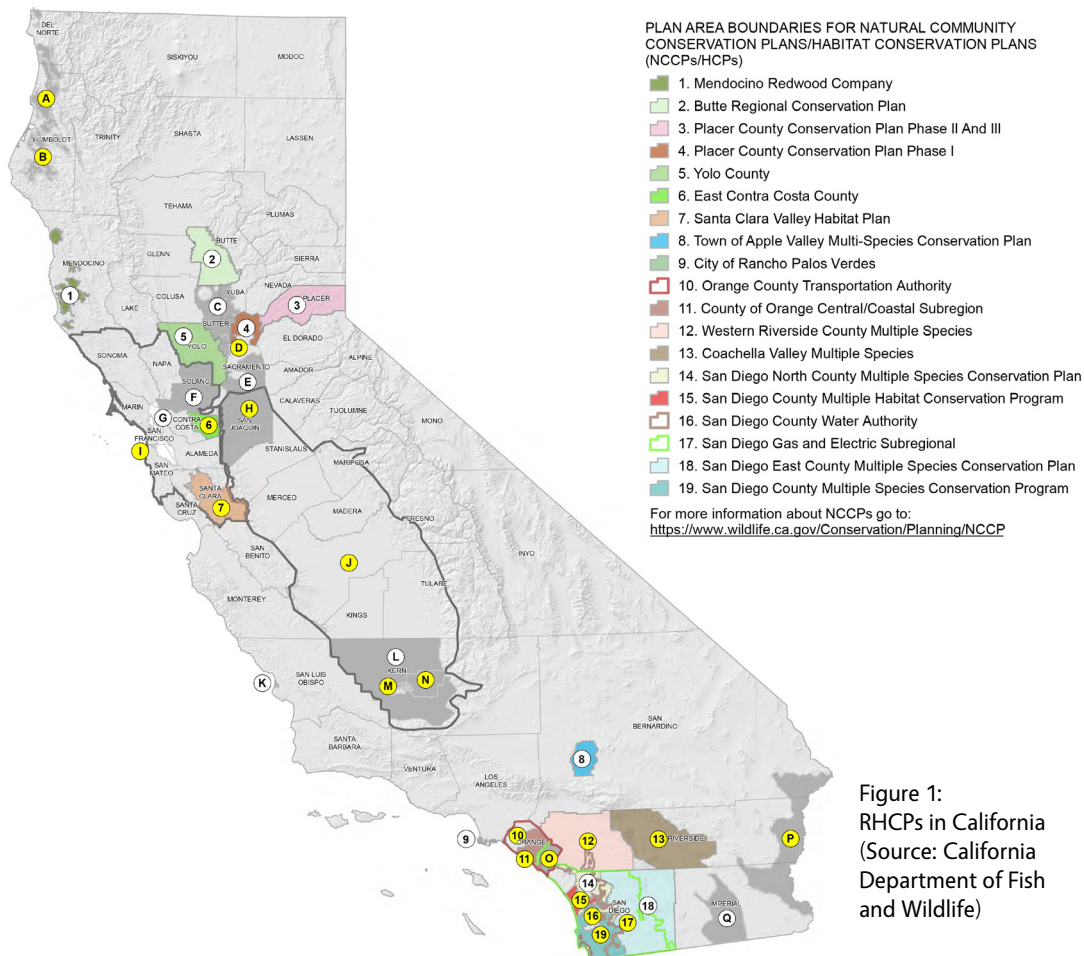 DEL
NORTE
SISKIYOU
MODOC
A
HUMBOLDT
TRINITY
SHASTA
LASSEN
B
TEHAMA
PLUMAS
BUTTE
GLENN
2
SIERRA
MENDOCINO
1
COLUSA
YUBA
NEVADA
C
3
PLACER
LAKE
SUTTER
4
5
YOLO
D
EL DORADO
SONOMA
NAPA
SACRAMENTO
ALPINE
E
AMADOR
SOLANO
F
MARIN
G
CONTRA
COSTA
6
H
SAN
JOAQUIN
CALAVERAS
TUOLUMNE
MONO
SAN
FRANCISCO
I
ALAMEDA
STANISLAUS
SAN
MATEO
MARIPOSA
SANTA
CLARA
7
SANTA
CRUZ
MERCED
MADERA
FRESNO
SAN
BENITO
INYO
J
TULARE
MONTEREY
KINGS
L
KERN
M
N
K
SAN LUIS
OBISPO
SAN
BERNARDINO
SANTA
BARBARA
VENTURA
8
LOS
ANGELES
9
10
ORANGE
11
O
12
13
RIVERSIDE
P
14
15
SAN
DIEGO
16
17
18
19
IMPERIAL
Q
PLAN AREA BOUNDARIES FOR NATURAL COMMUNITY
CONSERVATION PLANS/HABITAT CONSERVATION PLANS
(NCCPs/HCPs)
1. Mendocino Redwood Company
2. Butte Regional Conservation Plan
3. Placer County Conservation Plan Phase II And III
4. Placer County Conservation Plan Phase I
5. Yolo County
6. East Contra Costa County
7. Santa Clara Valley Habitat Plan
8. Town of Apple Valley Multi-Species Conservation Plan
9. City of Rancho Palos Verdes
10. Orange County Transportation Authority
11. County of Orange Central/Coastal Subregion
12. Western Riverside County Multiple Species
13. Coachella Valley Multiple Species
14. San Diego North County Multiple Species Conservation Plan
15. San Diego County Multiple Habitat Conservation Program
16. San Diego County Water Authority
17. San Diego Gas and Electric Subregional
18. San Diego East County Multiple Species Conservation Plan
19. San Diego County Multiple Species Conservation Program
For more information about NCCPs go to:
https://www.wildlife.ca.gov/Conservation/Planning/NCCP
Figure 1:
RHCPs in California
(Source: California
Department of Fish
and Wildlife)